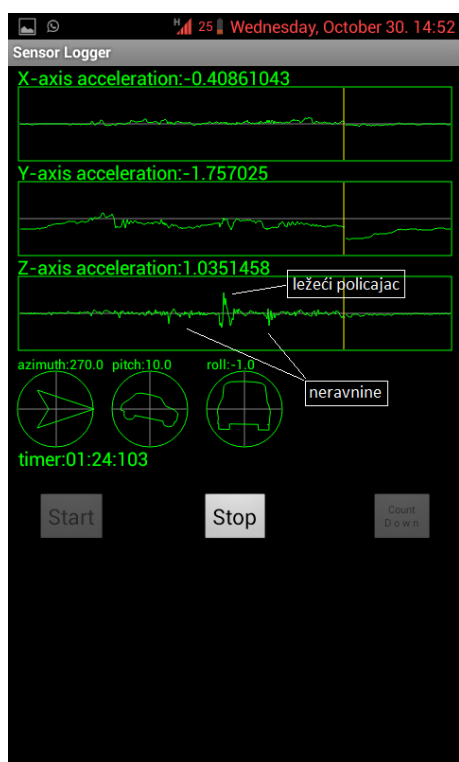 H 25 Wednesday, October 30. 14:52
Sensor Logger
X-axis acceleration:-0.40861043
Y-axis acceleration:-1.757025
Z-axis acceleration:1.0351458
ležeći policajac
neravnine
azimuth:270.0 pitch:10.0 roll:-1.0
timer:01:24:103
Start Stop Count
Down